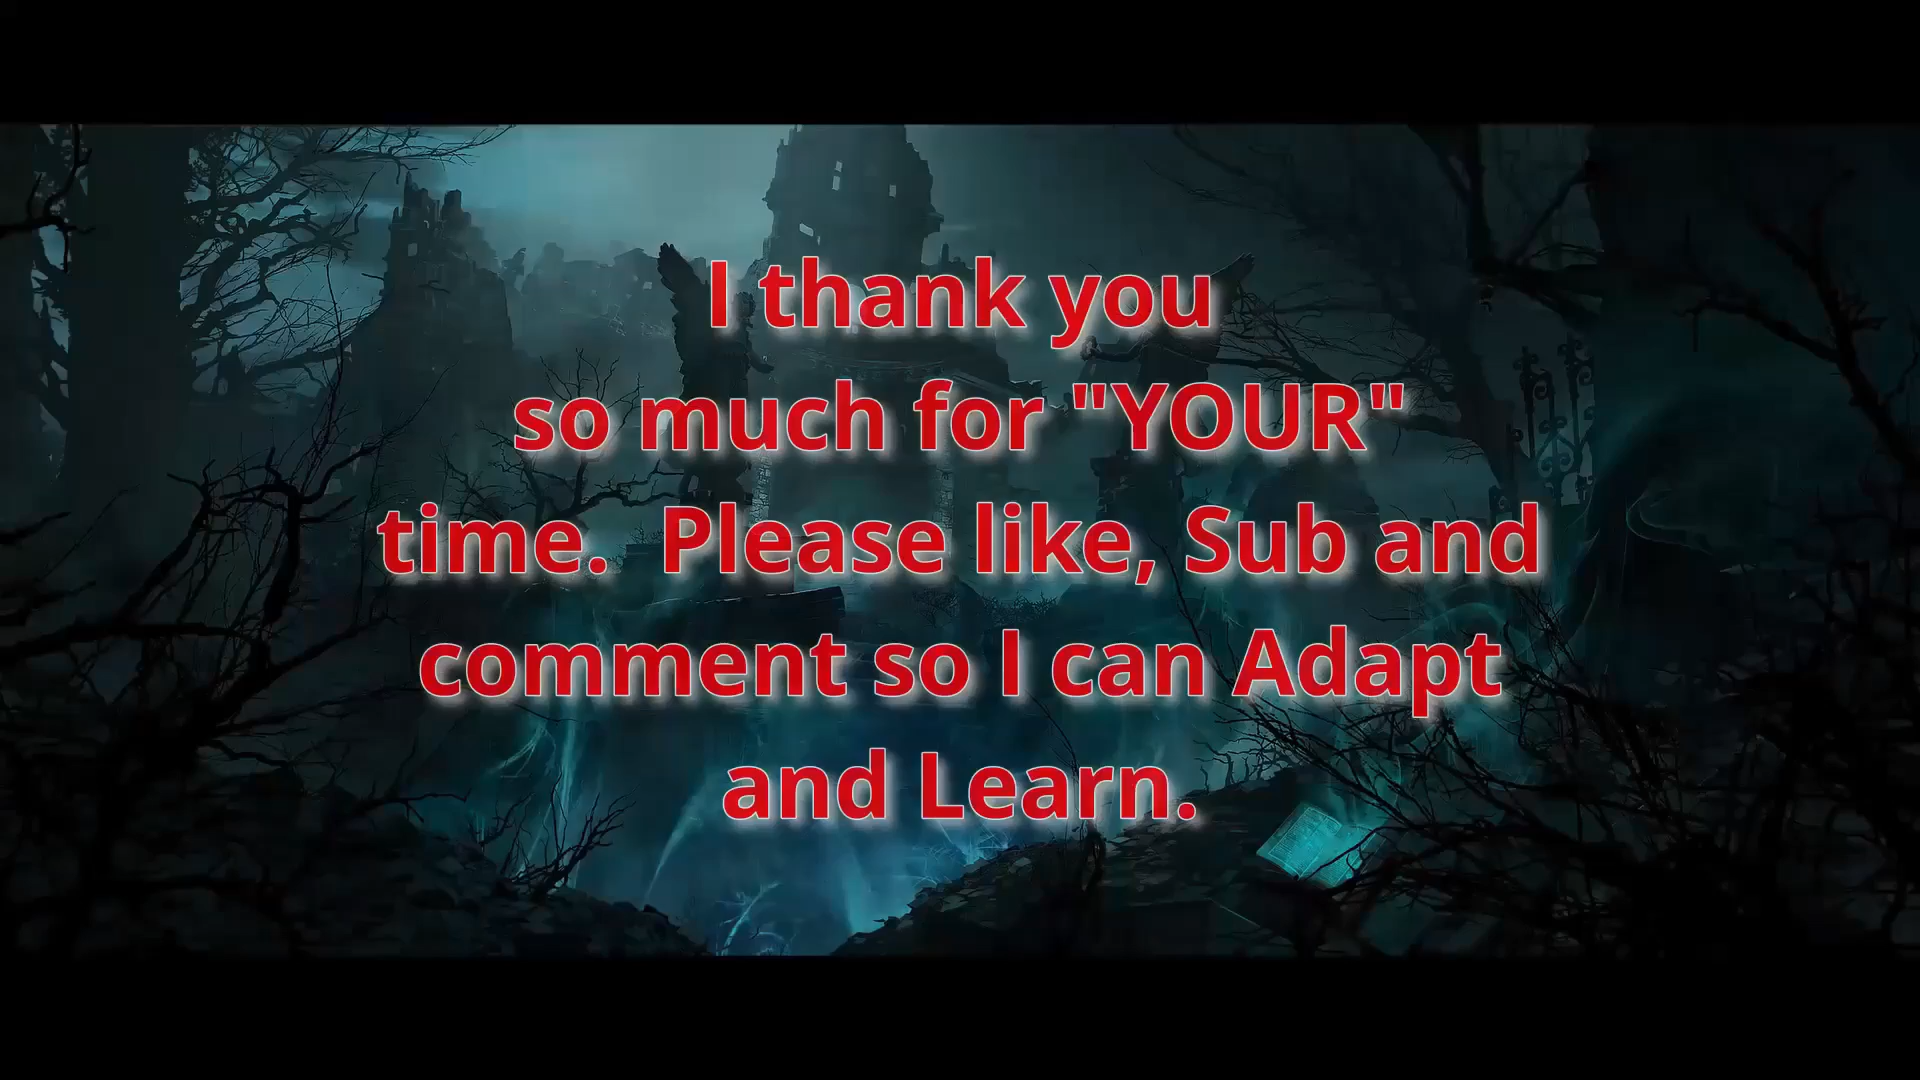 I thank you
so much for "YOUR"
time.  Please like, Sub and
comment so I can Adapt
and Learn.